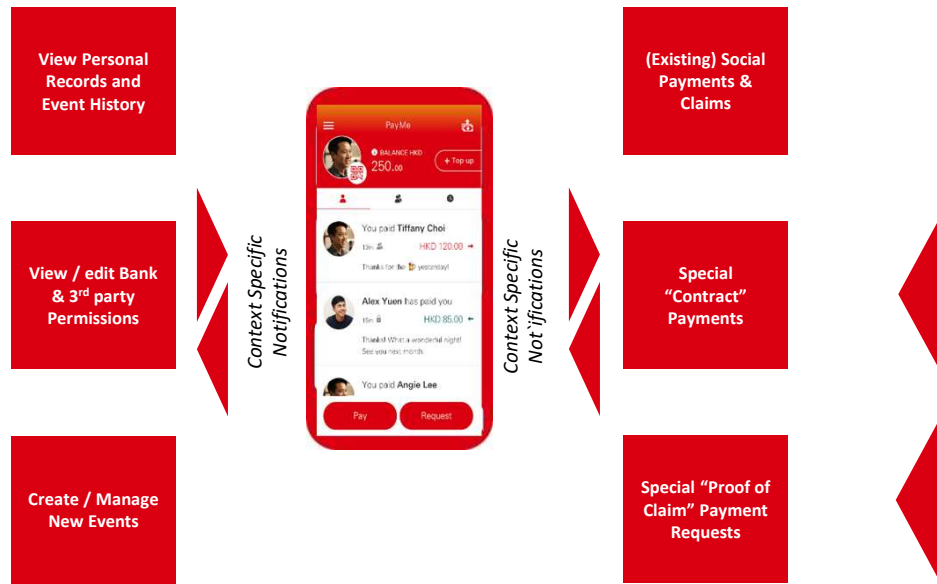 View Personal
Records and
Event History
View / edit Bank
& 3rd party
Permissions
Create / Manage
New Events
Context Specific
Notifications
PayMe
BALANCE HKD
250.00
+ Top up
You paid Tiffany Choi
HKD 120.00
Thanks for the 🍺 yesterday!
Alex Yuen has paid you
15m HKD 85.00
Thanks! What a wonderful night!
See you next month.
You paid Angie Lee
Pay Request
Context Specific
Not`ifications
(Existing) Social
Payments &
Claims
Special
“Contract”
Payments
Special “Proof of
Claim” Payment
Requests